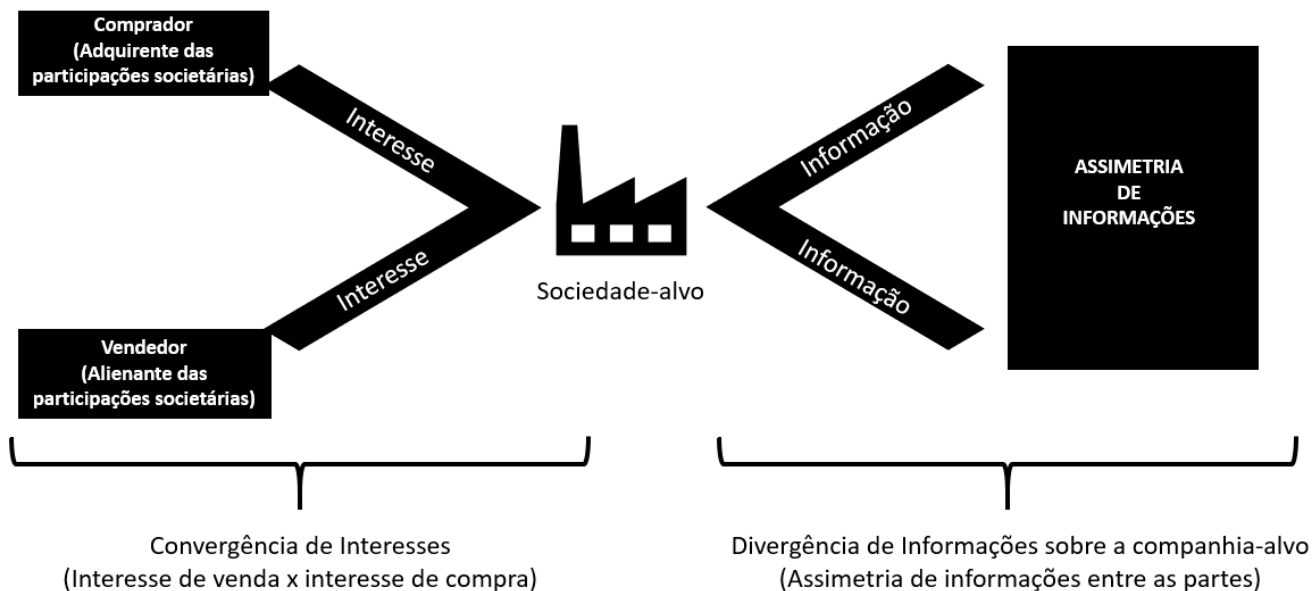 Comprador
(Adquirente das
participações societárias)
Interesse
Interesse
Vendedor
(Alienante das
participações societárias)
Sociedade-alvo
Informação
Informação
ASSIMETRIA
DE
INFORMAÇÕES
Convergência de Interesses
(Interesse de venda x interesse de compra)
Divergência de Informações sobre a companhia-alvo
(Assimetria de informações entre as partes)